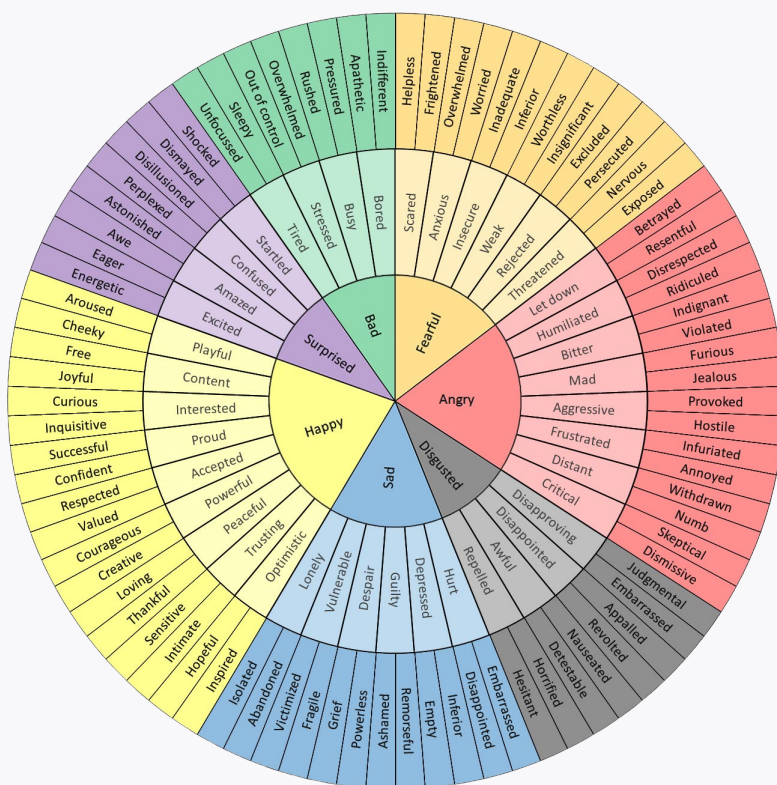 Bad
Fearful
Angry
Disgusted
Sad
Happy
Surprised
Tired
Stressed
Busy
Bored
Scared
Anxious
Insecure
Weak
Rejected
Threatened
Let down
Humiliated
Bitter
Mad
Aggressive
Frustrated
Distant
Critical
Disapproving
Disappointed
Awful
Repelled
Hurt
Depressed
Guilty
Despair
Vulnerable
Lonely
Optimistic
Trusting
Peaceful
Powerful
Accepted
Proud
Interested
Content
Playful
Excited
Amazed
Confused
Startled
Unfocussed
Sleepy
Out of control
Overwhelmed
Rushed
Pressured
Apathetic
Indifferent
Helpless
Frightened
Overwhelmed
Worried
Inadequate
Inferior
Worthless
Insignificant
Excluded
Persecuted
Nervous
Exposed
Betrayed
Resentful
Disrespected
Ridiculed
Indignant
Violated
Furious
Jealous
Provoked
Hostile
Infuriated
Annoyed
Withdrawn
Numb
Skeptical
Dismissive
Judgmental
Embarrassed
Appalled
Revolted
Nauseated
Detestable
Horrified
Hesitant
Embarrassed
Disappointed
Inferior
Empty
Remorseful
Ashamed
Powerless
Grief
Fragile
Victimized
Abandoned
Isolated
Inspired
Hopeful
Intimate
Sensitive
Thankful
Loving
Creative
Courageous
Valued
Respected
Confident
Successful
Inquisitive
Curious
Joyful
Free
Cheeky
Aroused
Energetic
Eager
Awe
Astonished
Perplexed
Disillusioned
Dismayed
Shocked